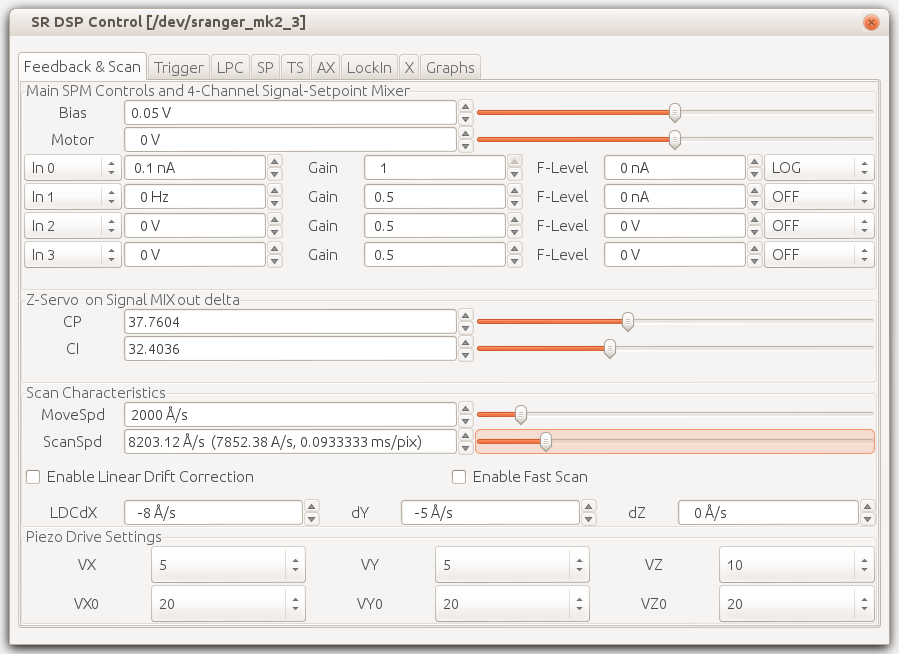 SR DSP Control [/dev/sranger_mk2_3]
Feedback & Scan Trigger LPC SP TS AX LockIn X Graphs
Main SPM Controls and 4-Channel Signal-Setpoint Mixer
Bias 0.05 V
Motor 0 V
In 0 0.1 nA Gain 1 F-Level 0 nA LOG
In 1 0 Hz Gain 0.5 F-Level 0 nA OFF
In 2 0 V Gain 0.5 F-Level 0 V OFF
In 3 0 V Gain 0.5 F-Level 0 V OFF
Z-Servo on Signal MIX out delta
CP 37.7604
CI 32.4036
Scan Characteristics
MoveSpd 2000 Å/s
ScanSpd 8203.12 Å/s (7852.38 A/s, 0.0933333 ms/pix)
Enable Linear Drift Correction Enable Fast Scan
LDCdX -8 Å/s dY -5 Å/s dZ 0 Å/s
Piezo Drive Settings
VX 5 VY 5 VZ 10
VX0 20 VY0 20 VZ0 20